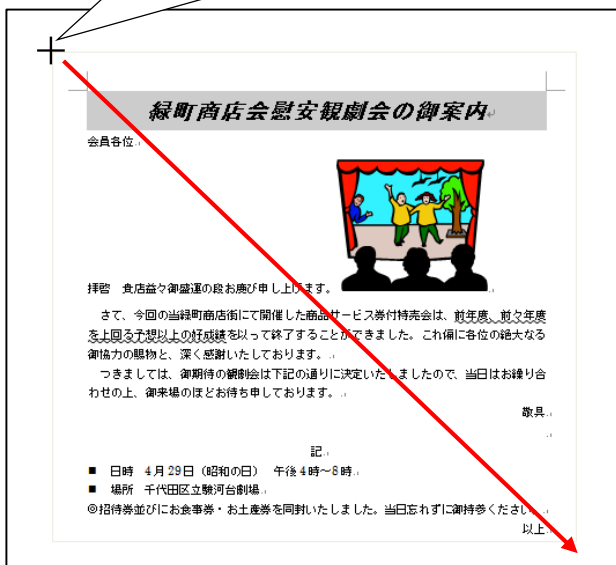 緑町商店会慰安観劇会の御案内
会員各位
拝啓　貴店益々御盛運の段お慶び申し上げます。
さて、今回の当緑町商店街にて開催した商品サービス券付特売会は、前年度、前々年度
を上回る予想以上の好成績を以って終了することができました。これ偏に各位の絶大なる
御協力の賜物と、深く感謝いたしております。
つきましては、御期待の観劇会は下記の通りに決定いたしましたので、当日はお繰り合
わせの上、御来場のほどお待ち申しております。
敬具
記
■　日時　4月29日（昭和の日）　午後4時～8時
■　場所　千代田区立駿河台劇場
◎招待券並びにお食事券・お土産券を同封いたしました。当日忘れずに御持参ください。
以上